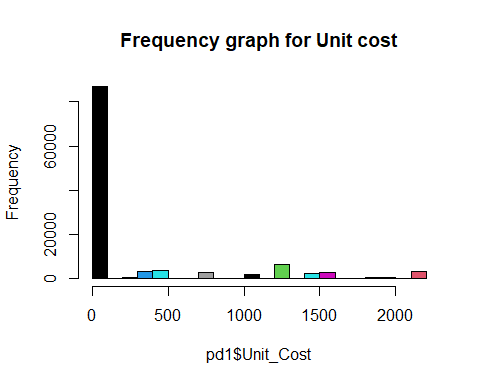 Frequency graph for Unit cost
Frequency
60000
20000
0
0 500 1000 1500 2000
pd1$Unit_Cost